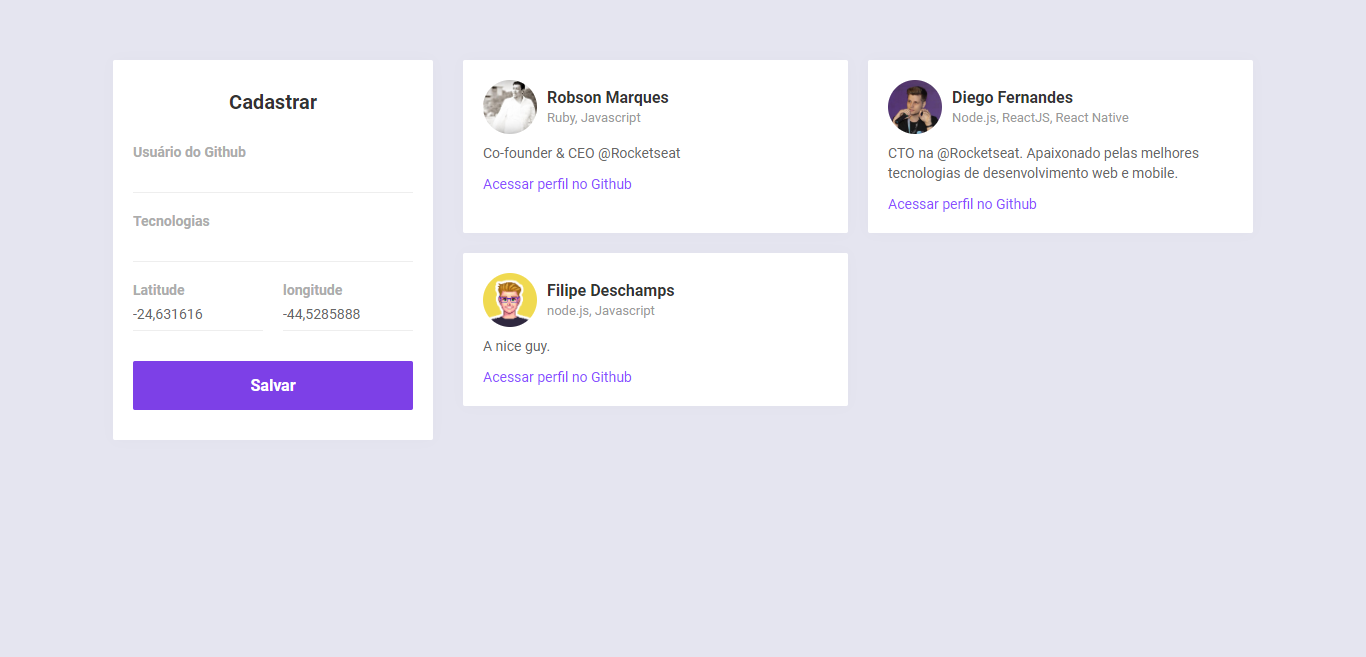 Cadastrar
Usuário do Github
Tecnologias
Latitude
longitude
-24,631616
-44,5285888
Salvar
Robson Marques
Ruby, Javascript
Co-founder & CEO @Rocketseat
Acessar perfil no Github
Diego Fernandes
Node.js, ReactJS, React Native
CTO na @Rocketseat. Apaixonado pelas melhores
tecnologias de desenvolvimento web e mobile.
Acessar perfil no Github
Filipe Deschamps
node.js, Javascript
A nice guy.
Acessar perfil no Github